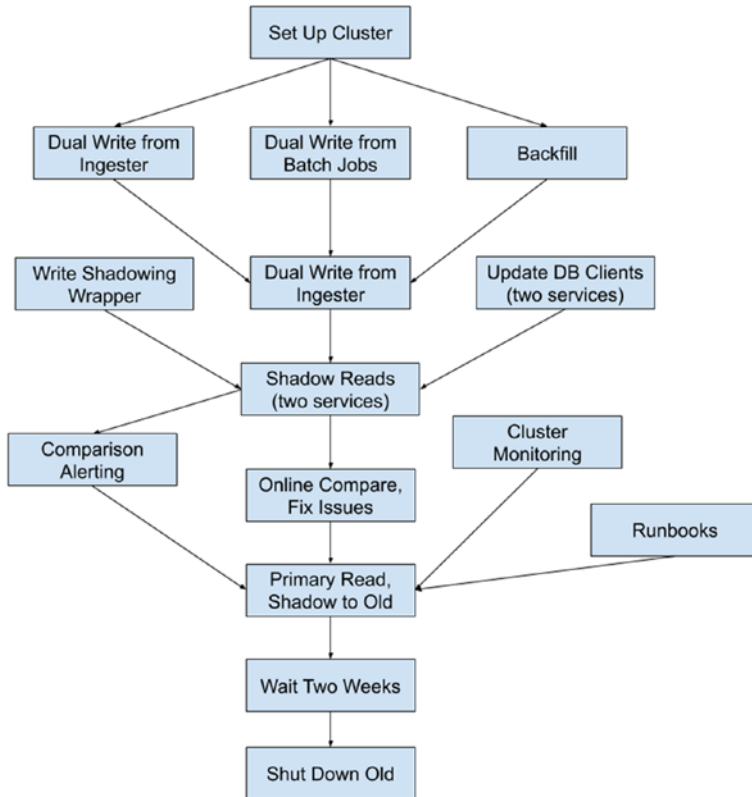 Set Up Cluster
Dual Write from
Ingester
Dual Write from
Batch Jobs
Backfill
Write Shadowing
Wrapper
Dual Write from
Ingester
Update DB Clients
(two services)
Shadow Reads
(two services)
Comparison
Alerting
Cluster
Monitoring
Online Compare,
Fix Issues
Runbooks
Primary Read,
Shadow to Old
Wait Two Weeks
Shut Down Old